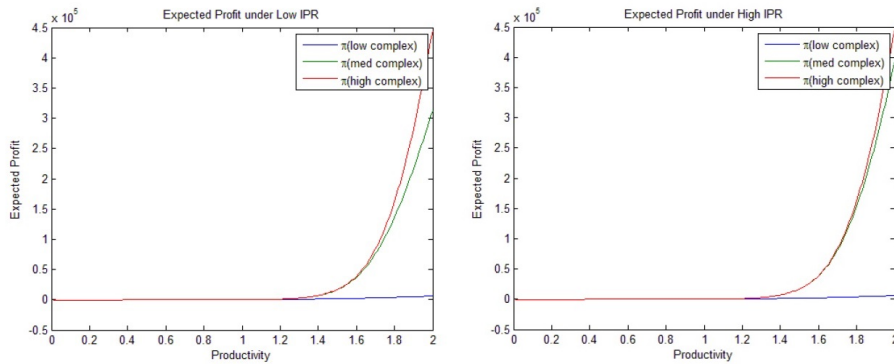 Expected Profit under Low IPR
x 10^5
4.5
4
3.5
3
2.5
2
1.5
1
0.5
0
-0.5
Expected Profit
π(low complex)
π(med complex)
π(high complex)
0 0.2 0.4 0.6 0.8 1 1.2 1.4 1.6 1.8 2
Productivity
Expected Profit under High IPR
x 10^5
4.5
4
3.5
3
2.5
2
1.5
1
0.5
0
-0.5
Expected Profit
π(low complex)
π(med complex)
π(high complex)
0 0.2 0.4 0.6 0.8 1 1.2 1.4 1.6 1.8 2
Productivity